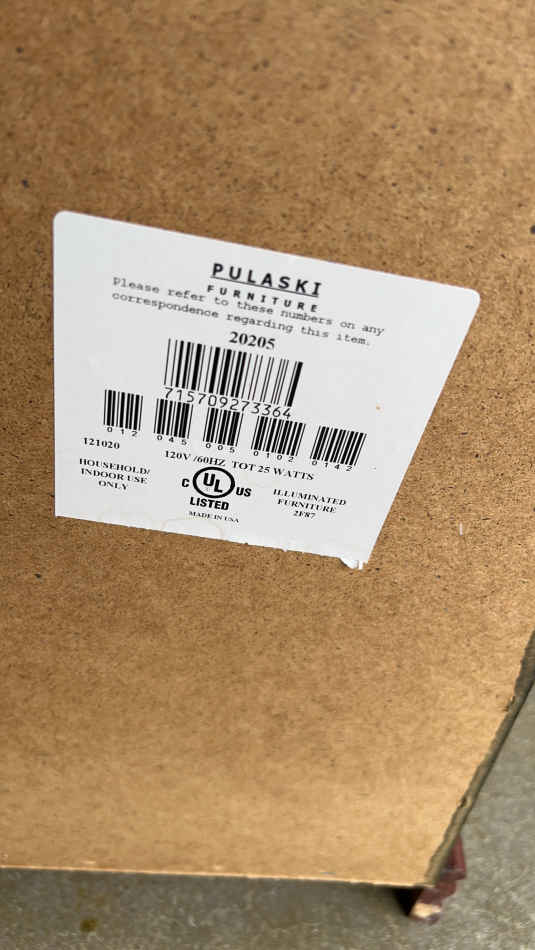 PULASKI
FURNITURE
Please refer to these numbers on any
correspondence regarding this item.
20205
715709273364
012 045 005 0102 0142
121020
120V /60HZ TOT 25 WATTS
HOUSEHOLD/
INDOOR USE
ONLY
C UL US
LISTED
MADE IN USA
ILLUMINATED
FURNITURE
2F87